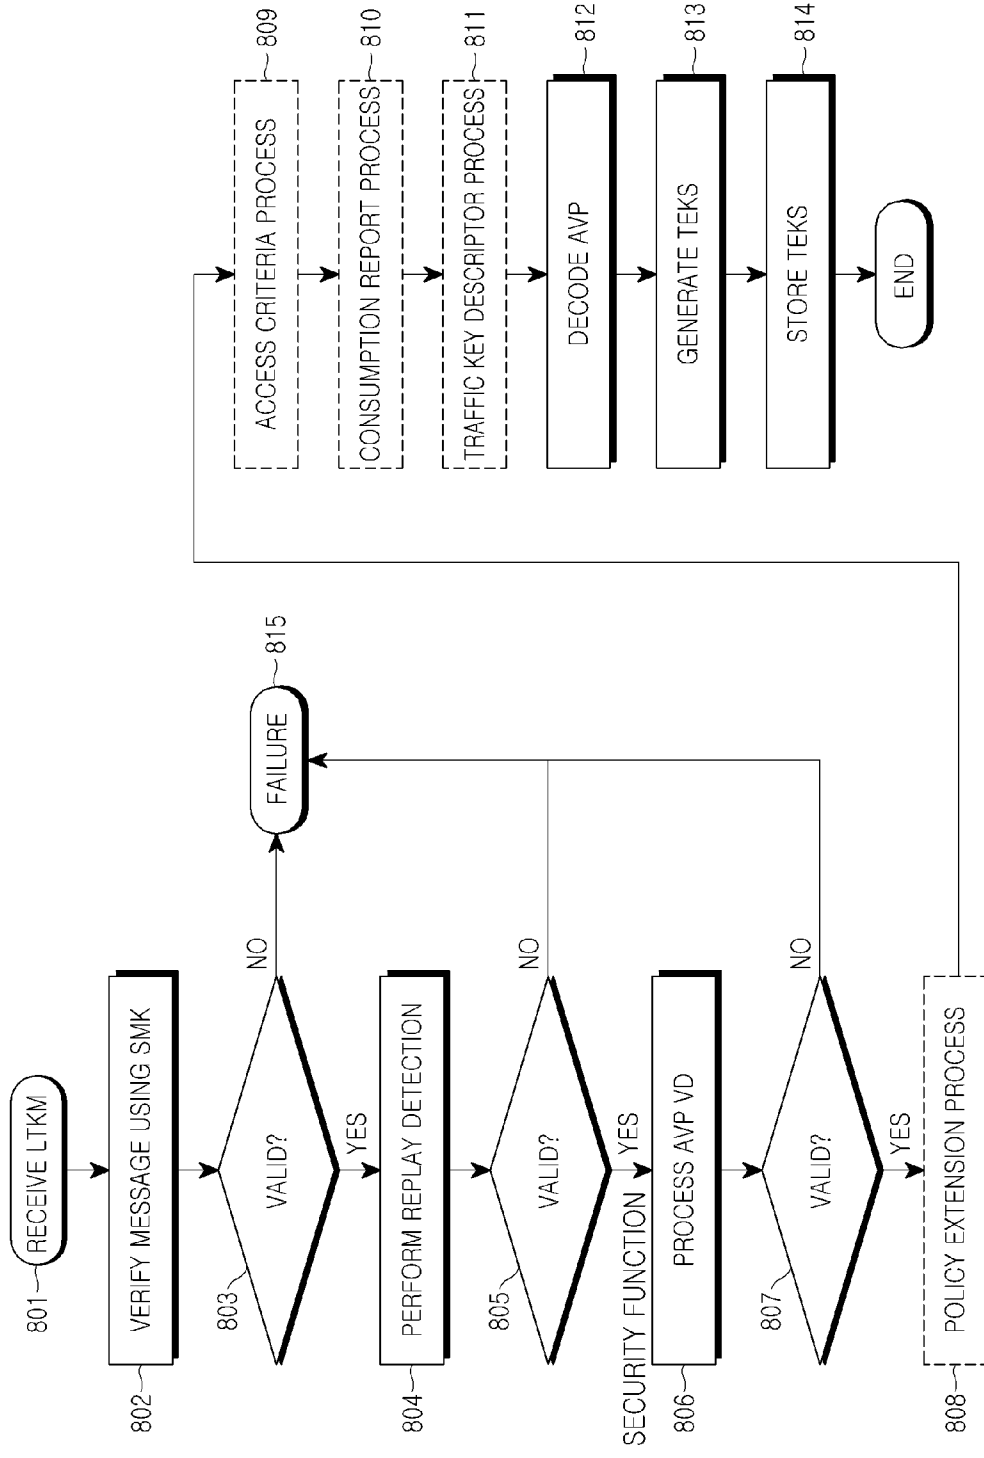 801
RECEIVE LTKM
802
VERIFY MESSAGE USING SMK
803
VALID?
NO
YES
FAILURE
815
804
PERFORM REPLAY DETECTION
805
VALID?
NO
YES
SECURITY FUNCTION
806
PROCESS AVP VD
807
VALID?
NO
YES
808
POLICY EXTENSION PROCESS
ACCESS CRITERIA PROCESS
809
CONSUMPTION REPORT PROCESS
810
TRAFFIC KEY DESCRIPTOR PROCESS
811
DECODE AVP
812
GENERATE TEKS
813
STORE TEKS
814
END